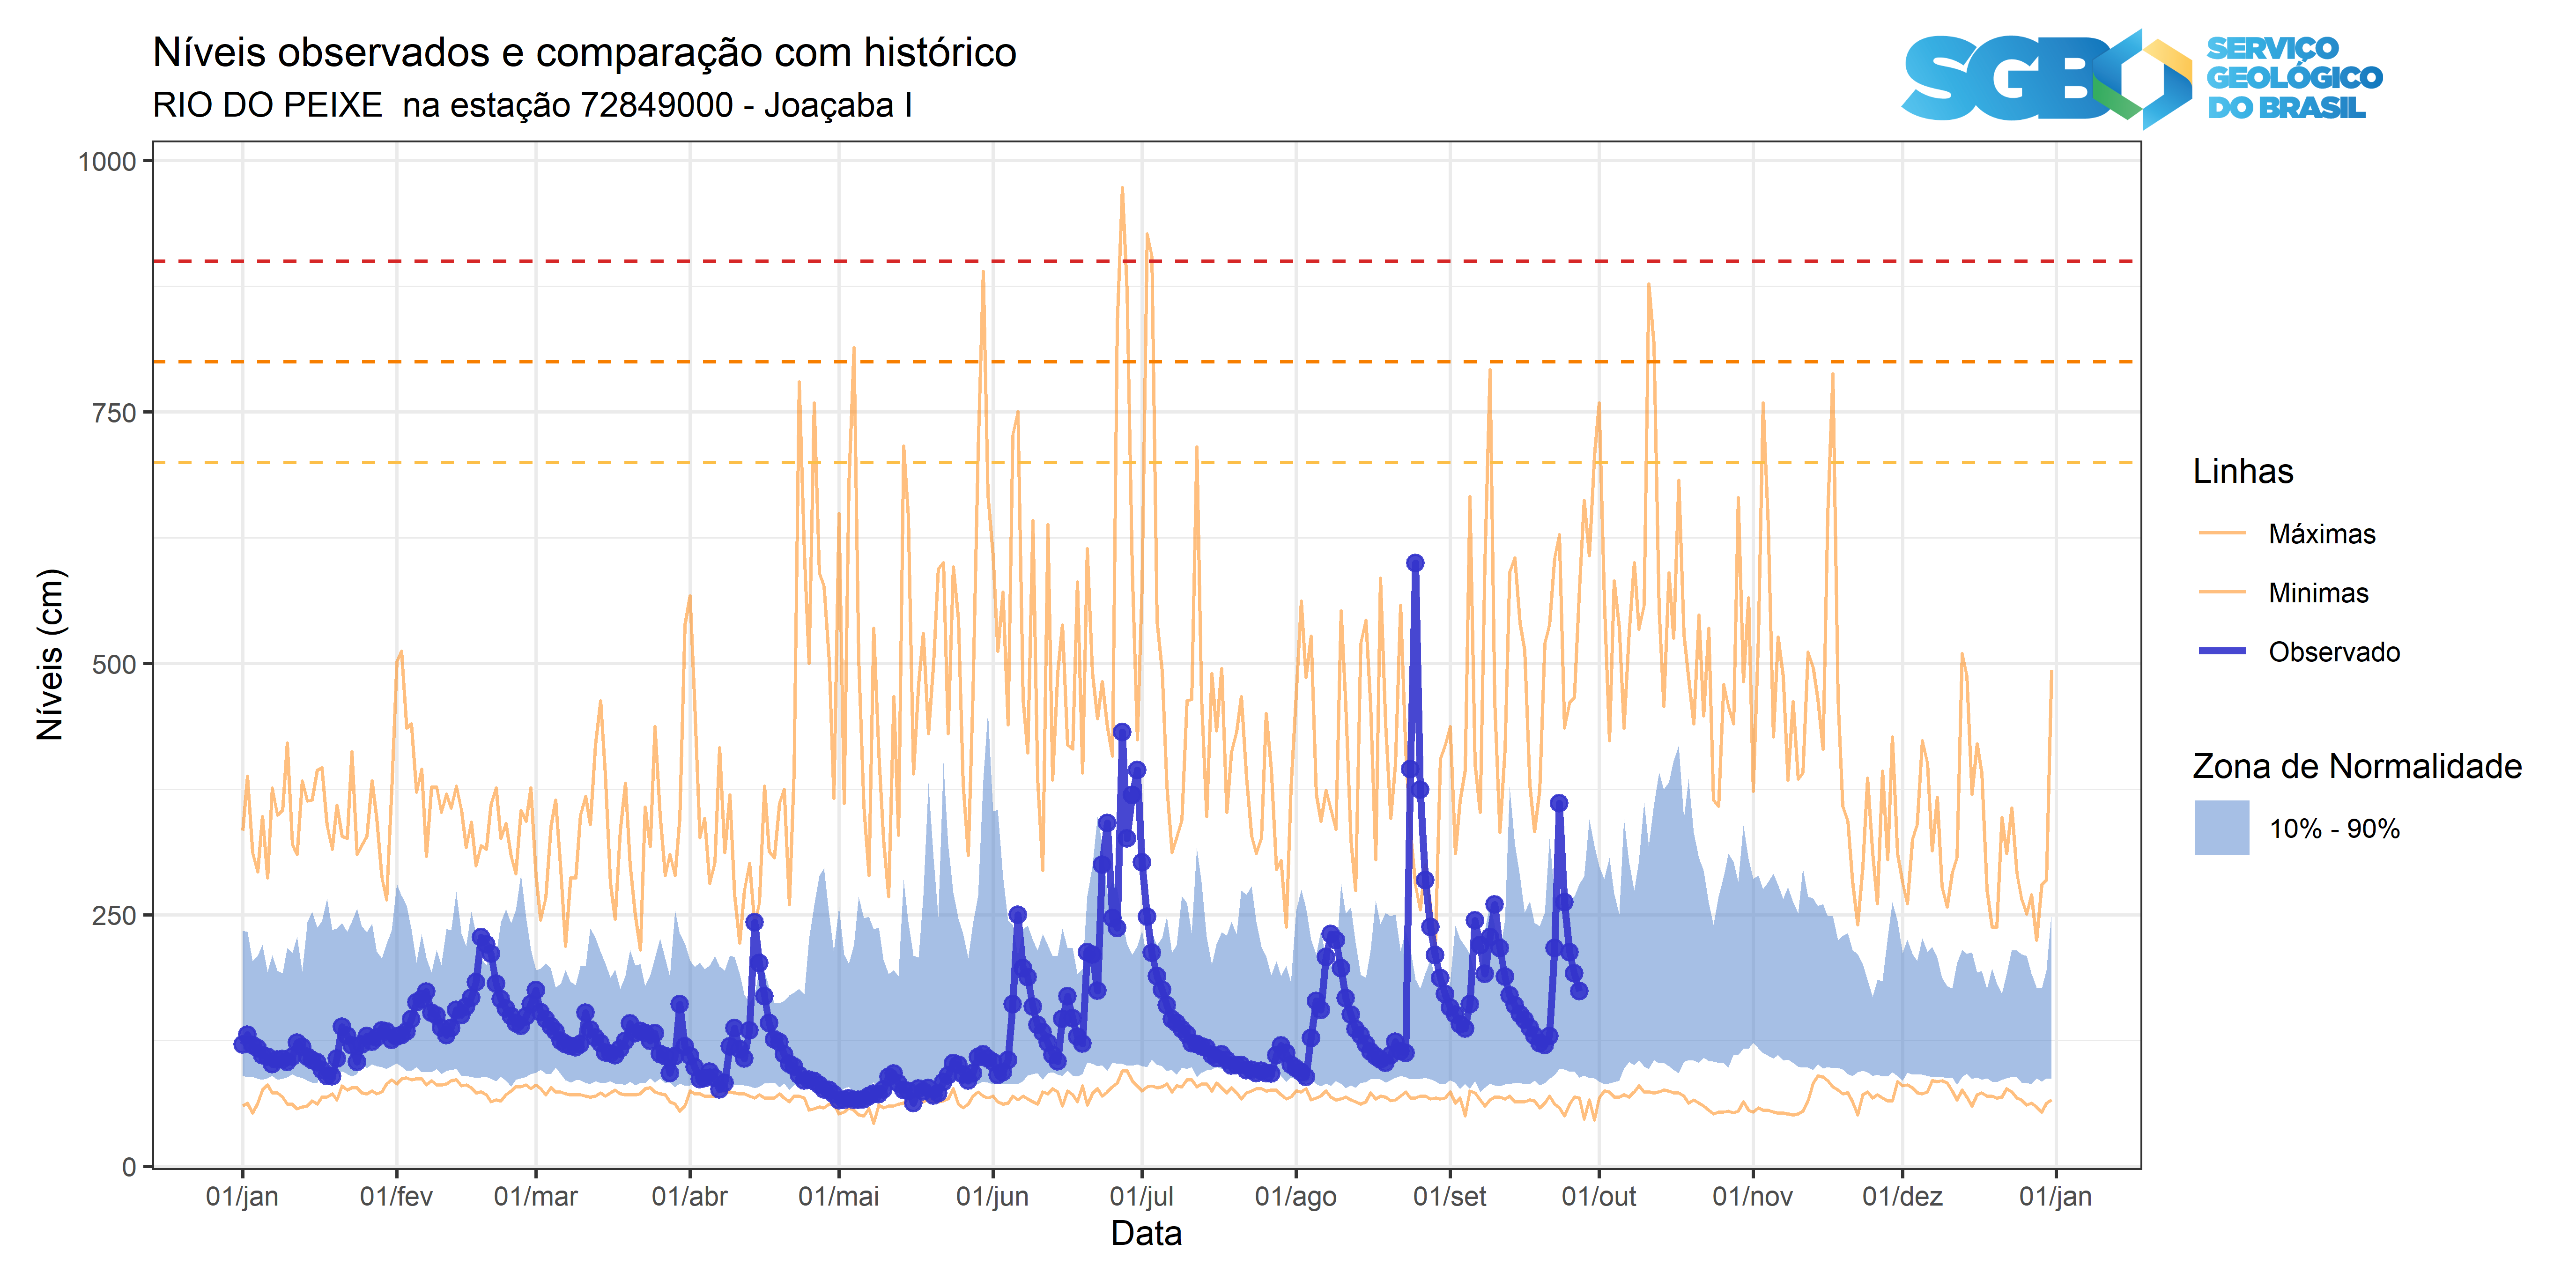 Níveis observados e comparação com histórico
RIO DO PEIXE  na estação 72849000 - Joaçaba I
SGB
SERVIÇO
GEOLÓGICO
DO BRASIL
1000
750
500
250
0
Níveis (cm)
01/jan
01/fev
01/mar
01/abr
01/mai
01/jun
01/jul
01/ago
01/set
01/out
01/nov
01/dez
01/jan
Data
Linhas
Máximas
Minimas
Observado
Zona de Normalidade
10% - 90%